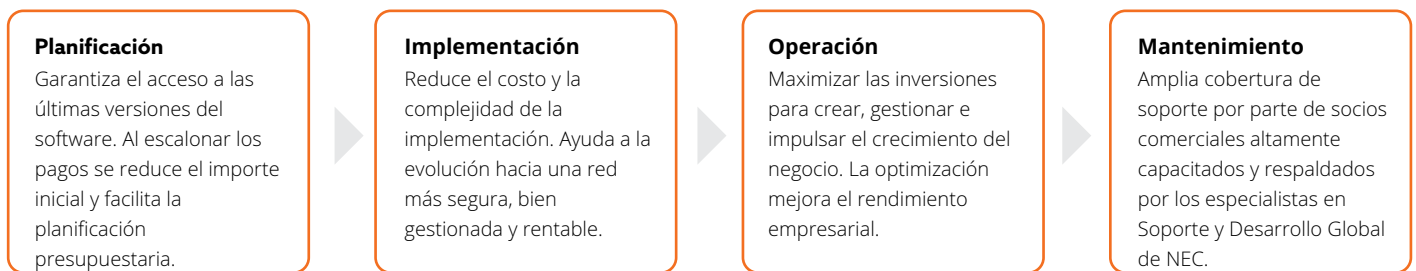 Planificación
Garantiza el acceso a las
últimas versiones del
software. Al escalonar los
pagos se reduce el importe
inicial y facilita la
planificación
presupuestaria.
Implementación
Reduce el costo y la
complejidad de la
implementación. Ayuda a la
evolución hacia una red
más segura, bien
gestionada y rentable.
Operación
Maximizar las inversiones
para crear, gestionar e
impulsar el crecimiento del
negocio. La optimización
mejora el rendimiento
empresarial.
Mantenimiento
Amplia cobertura de
soporte por parte de socios
comerciales altamente
capacitados y respaldados
por los especialistas en
Soporte y Desarrollo Global
de NEC.